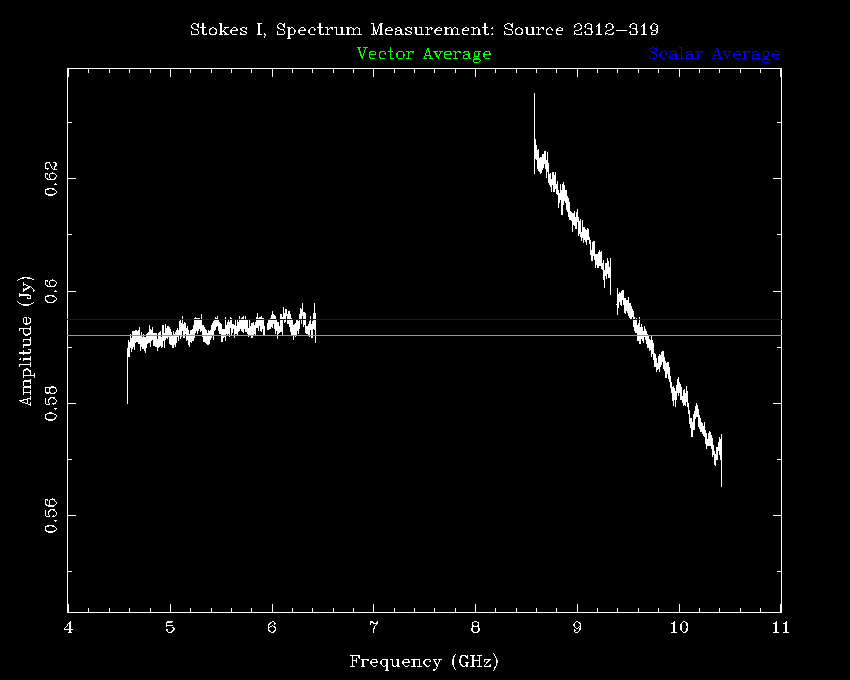 Stokes I, Spectrum Measurement: Source 2312−319
Vector Average
Scalar Average
0.62
0.6
0.58
0.56
Amplitude (Jy)
4 5 6 7 8 9 10 11
Frequency (GHz)